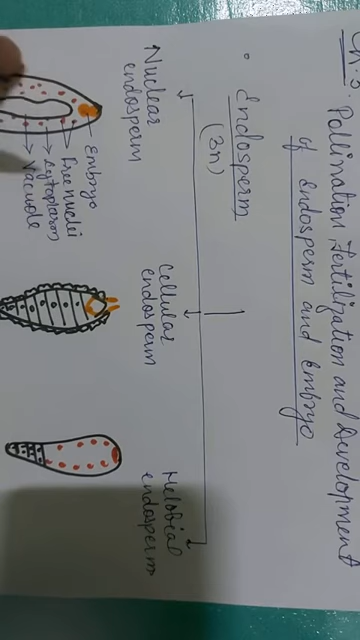 Ch 3. Pollination Fertilization and Development
of Endosperm and Embryo
Endosperm
(3n)
Nuclear
endosperm
Cellular
endosperm
Helobial
endosperm
Embryo
Free nuclei
Cytoplasm
Vacuole